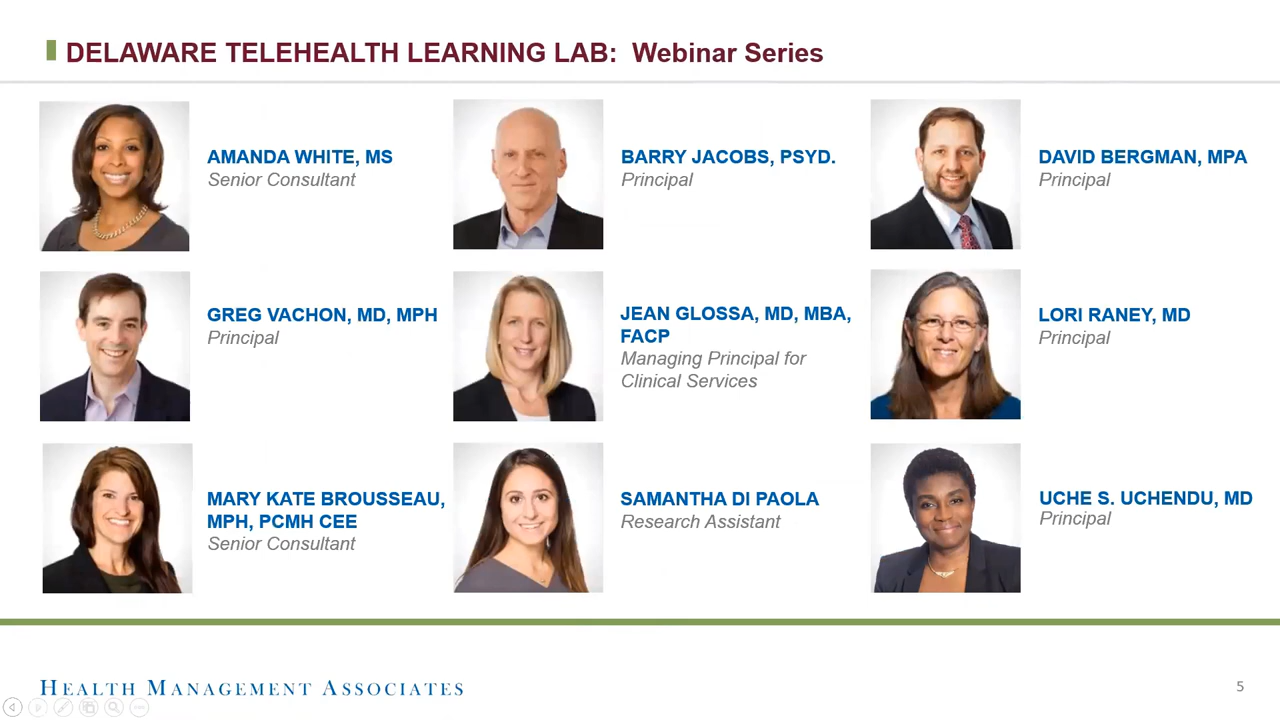 DELAWARE TELEHEALTH LEARNING LAB: Webinar Series
AMANDA WHITE, MS
Senior Consultant
BARRY JACOBS, PSYD.
Principal
DAVID BERGMAN, MPA
Principal
GREG VACHON, MD, MPH
Principal
JEAN GLOSSA, MD, MBA,
FACP
Managing Principal for
Clinical Services
LORI RANEY, MD
Principal
MARY KATE BROUSSEAU,
MPH, PCMH CEE
Senior Consultant
SAMANTHA DI PAOLA
Research Assistant
UCHE S. UCHENDU, MD
Principal
HEALTH MANAGEMENT ASSOCIATES
5